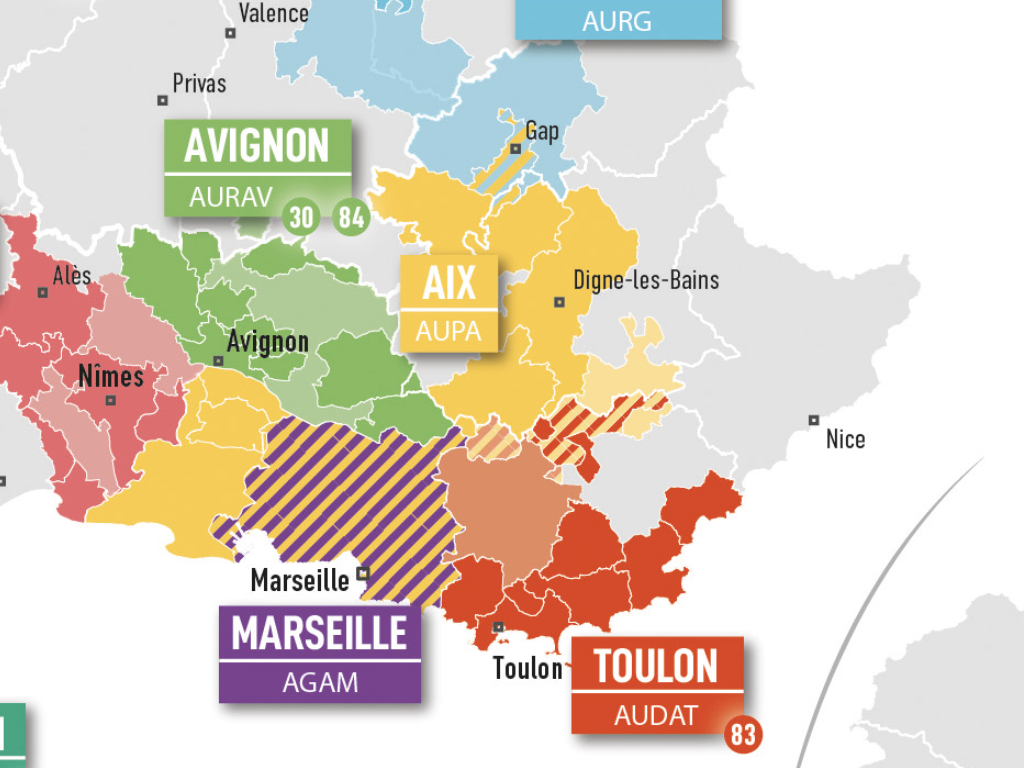 Valence
AURG
Privas
Gap
AVIGNON
AURAV
30
84
Alès
AIX
AUPA
Digne-les-Bains
Avignon
Nîmes
Nice
Marseille
MARSEILLE
AGAM
Toulon
TOULON
AUDAT
83